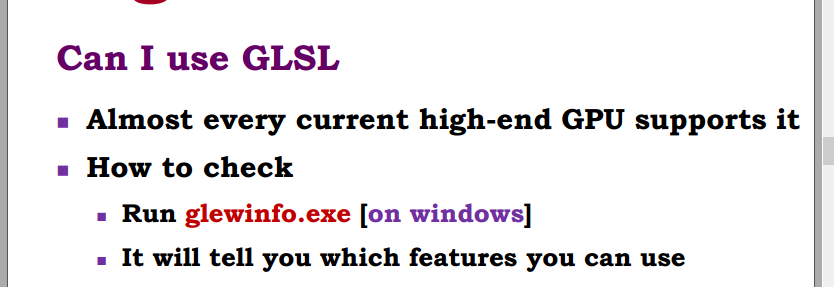 Can I use GLSL
▪ Almost every current high-end GPU supports it
▪ How to check
▪ Run glewinfo.exe [on windows]
▪ It will tell you which features you can use